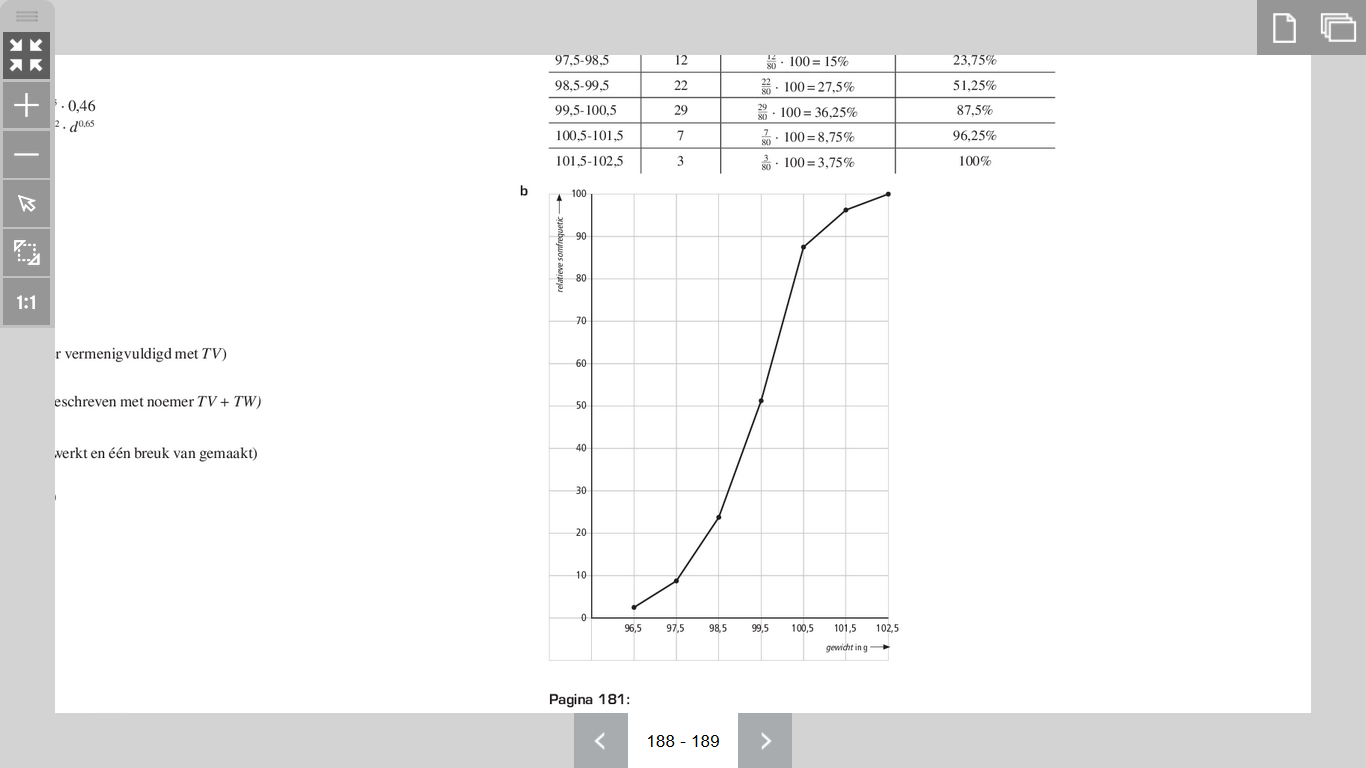 1:1
· 0,46
2 · d0,65
r vermenigvuldigd met TV)
eschreven met noemer TV + TW)
werkt en één breuk van gemaakt)
)
97,5-98,5 12 12/80 · 100 = 15% 23,75%
98,5-99,5 22 22/80 · 100 = 27,5% 51,25%
99,5-100,5 29 29/80 · 100 = 36,25% 87,5%
100,5-101,5 7 7/80 · 100 = 8,75% 96,25%
101,5-102,5 3 3/80 · 100 = 3,75% 100%
b
relatieve somfrequetic
100
90
80
70
60
50
40
30
20
10
0
96,5 97,5 98,5 99,5 100,5 101,5 102,5
gewicht in g
Pagina 181:
188 - 189